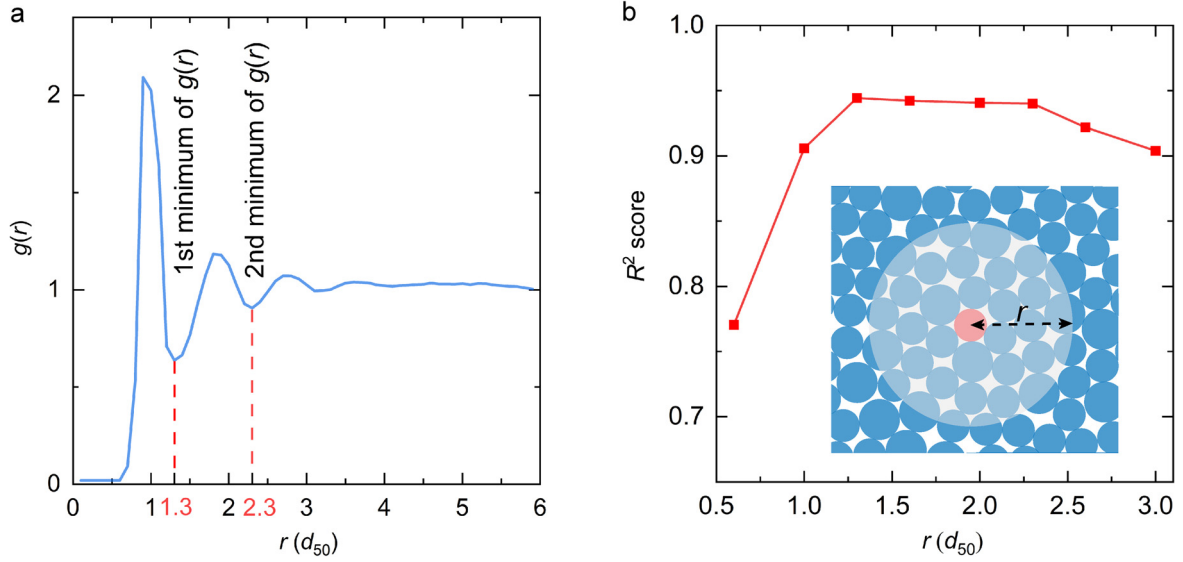 a
g(r)
2
1
0
1st minimum of g(r)
2nd minimum of g(r)
0 1 1.3 2 2.3 3 4 5 6
r (d₅₀)
b
R² score
1.0
0.9
0.8
0.7
r
0.5 1.0 1.5 2.0 2.5 3.0
r (d₅₀)